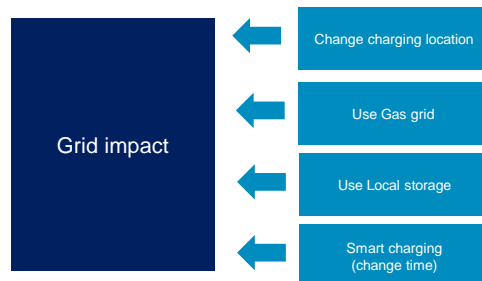 Grid impact
Change charging location
Use Gas grid
Use Local storage
Smart charging
(change time)